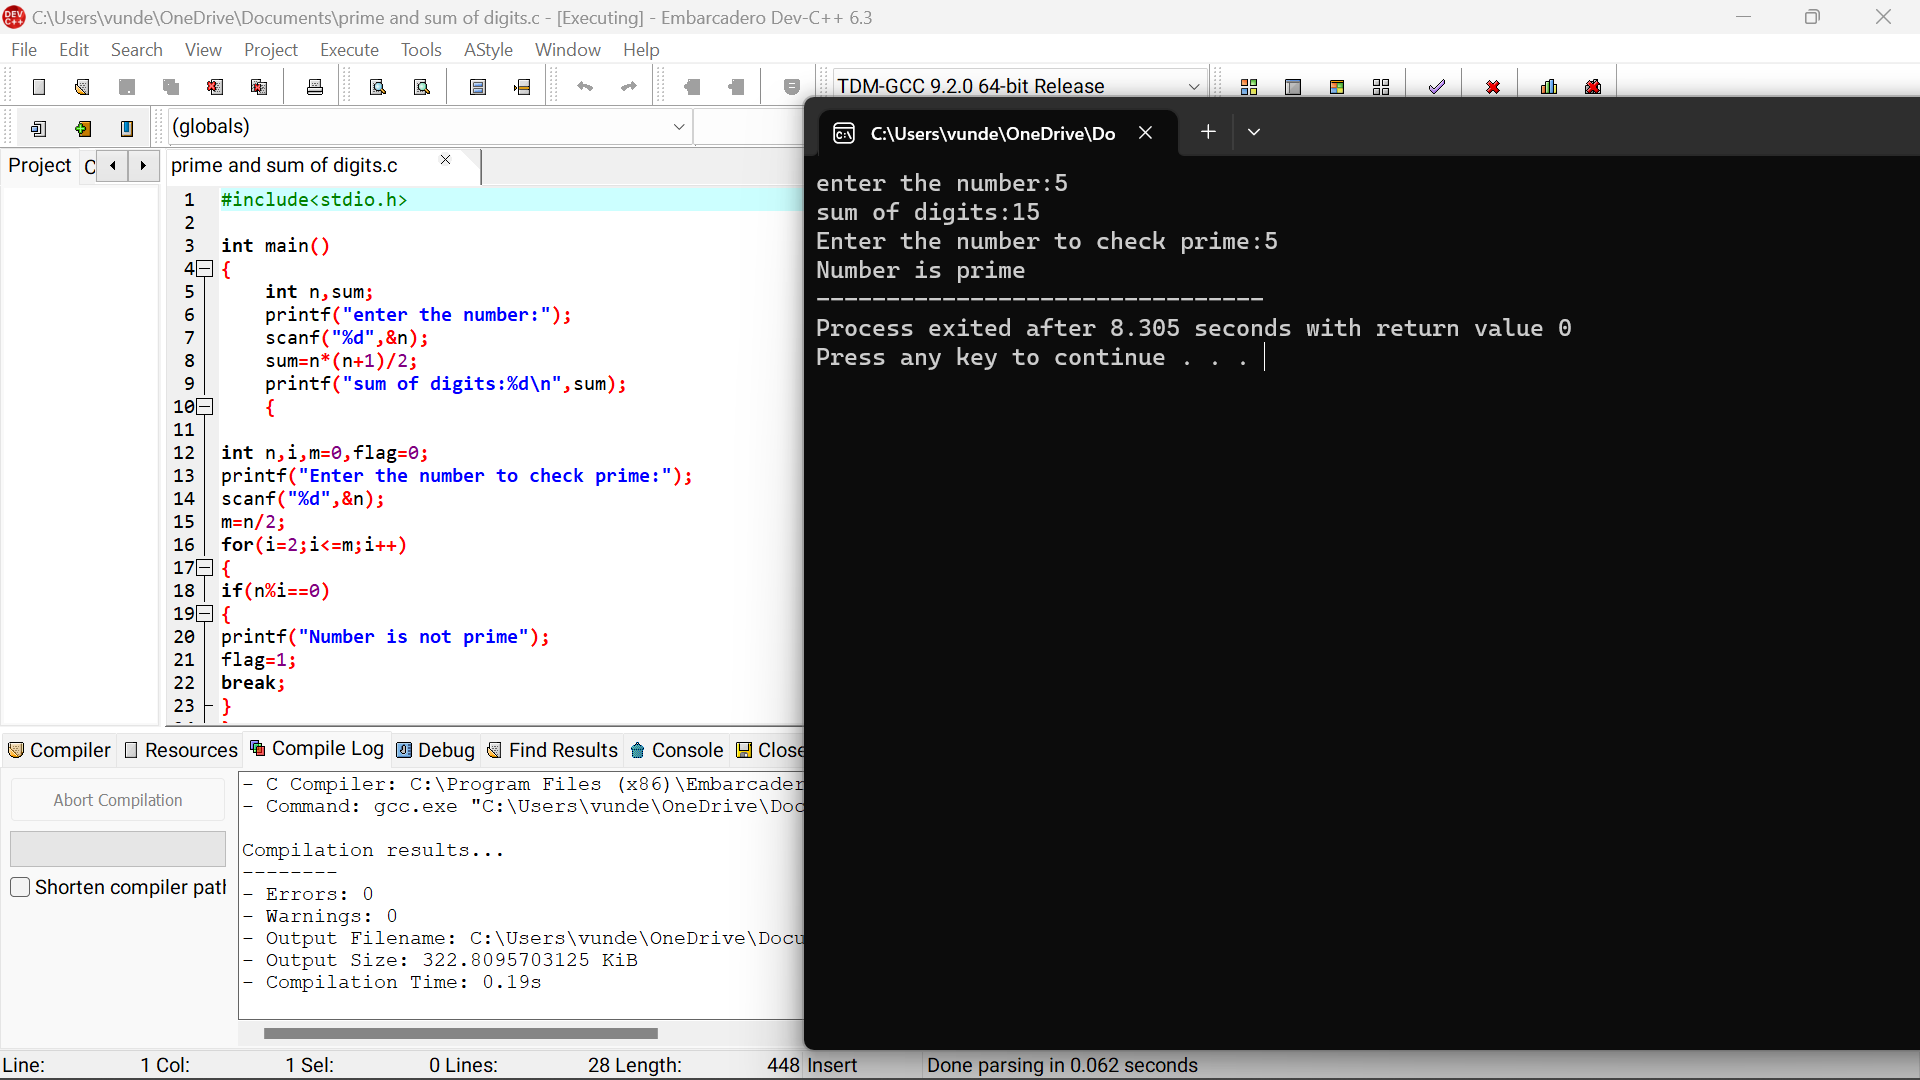 C:\Users\vunde\OneDrive\Documents\prime and sum of digits.c - [Executing] - Embarcadero Dev-C++ 6.3
File Edit Search View Project Execute Tools AStyle Window Help
TDM-GCC 9.2.0 64-bit Release
(globals)
Project C
prime and sum of digits.c
1 #include<stdio.h>
2
3 int main()
4 {
5 int n,sum;
6 printf("enter the number:");
7 scanf("%d",&n);
8 sum=n*(n+1)/2;
9 printf("sum of digits:%d\n",sum);
10 {
11
12 int n,i,m=0,flag=0;
13 printf("Enter the number to check prime:");
14 scanf("%d",&n);
15 m=n/2;
16 for(i=2;i<=m;i++)
17 {
18 if(n%i==0)
19 {
20 printf("Number is not prime");
21 flag=1;
22 break;
23 }
C:\Users\vunde\OneDrive\Do
enter the number:5
sum of digits:15
Enter the number to check prime:5
Number is prime
--------------------------------
Process exited after 8.305 seconds with return value 0
Press any key to continue . . .
Compiler Resources Compile Log Debug Find Results Console Close
Abort Compilation
Shorten compiler path
- C Compiler: C:\Program Files (x86)\Embarcader
- Command: gcc.exe "C:\Users\vunde\OneDrive\Doc
Compilation results...
--------
- Errors: 0
- Warnings: 0
- Output Filename: C:\Users\vunde\OneDrive\Docu
- Output Size: 322.8095703125 KiB
- Compilation Time: 0.19s
Line: 1 Col: 1 Sel: 0 Lines: 28 Length: 448 Insert Done parsing in 0.062 seconds